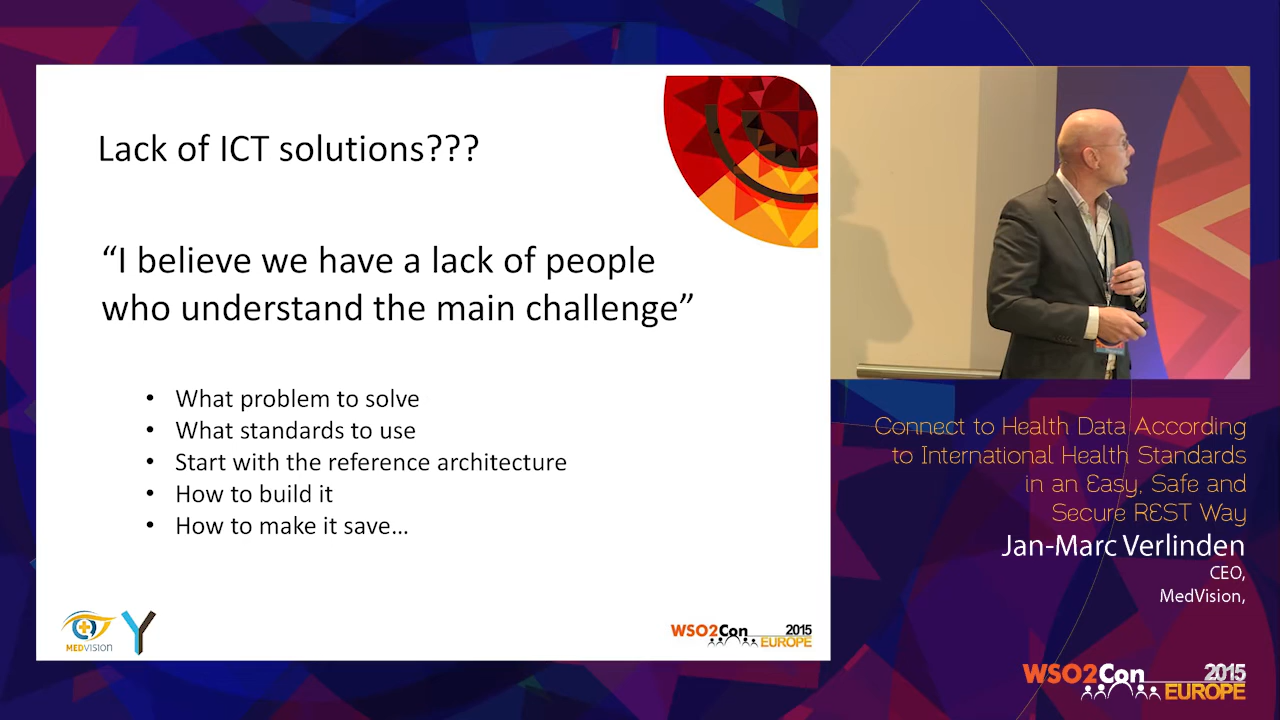 Lack of ICT solutions???
“I believe we have a lack of people
who understand the main challenge”
• What problem to solve
• What standards to use
• Start with the reference architecture
• How to build it
• How to make it save...
MEDVISION
WSO2Con 2015
EUROPE
Connect to Health Data According
to International Health Standards
in an Easy, Safe and
Secure REST Way
Jan-Marc Verlinden
CEO,
MedVision,
WSO2Con 2015
EUROPE